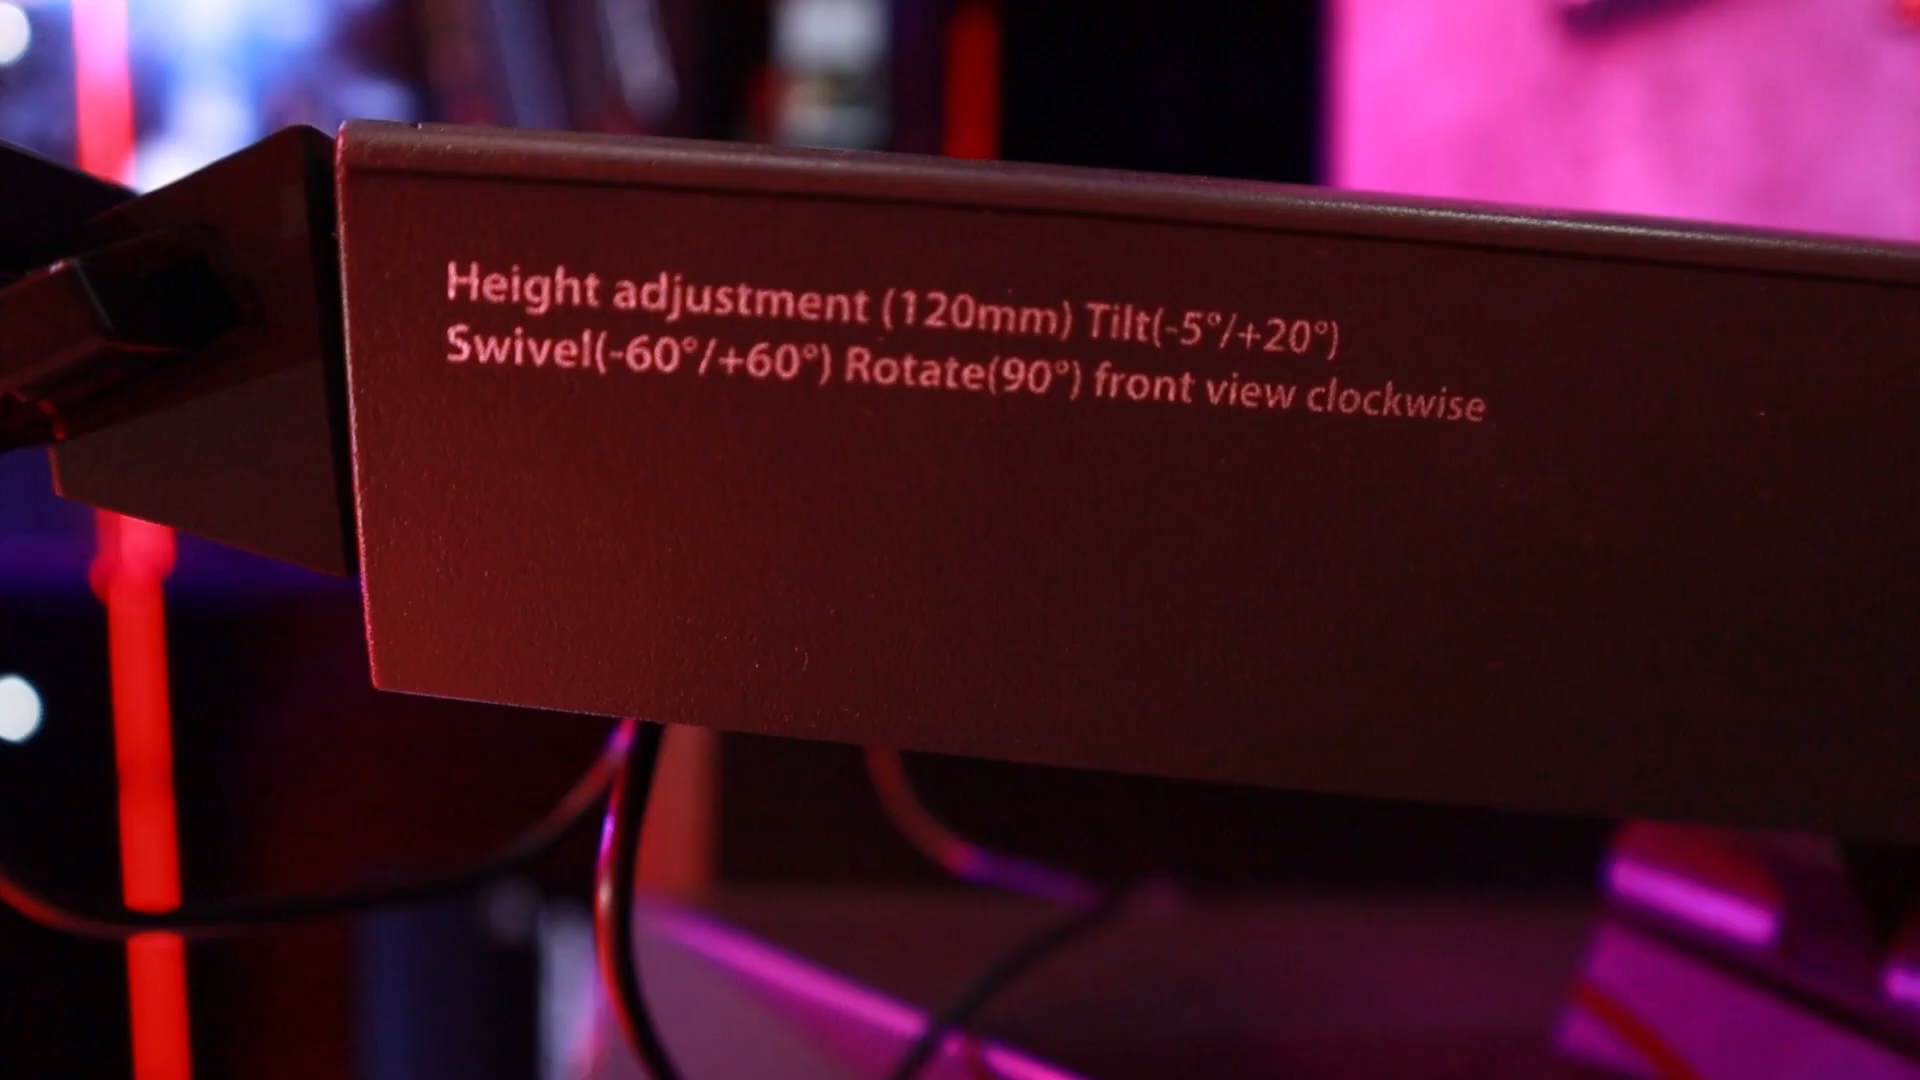 Height adjustment (120mm) Tilt(-5°/+20°)
Swivel(-60°/+60°) Rotate(90°) front view clockwise